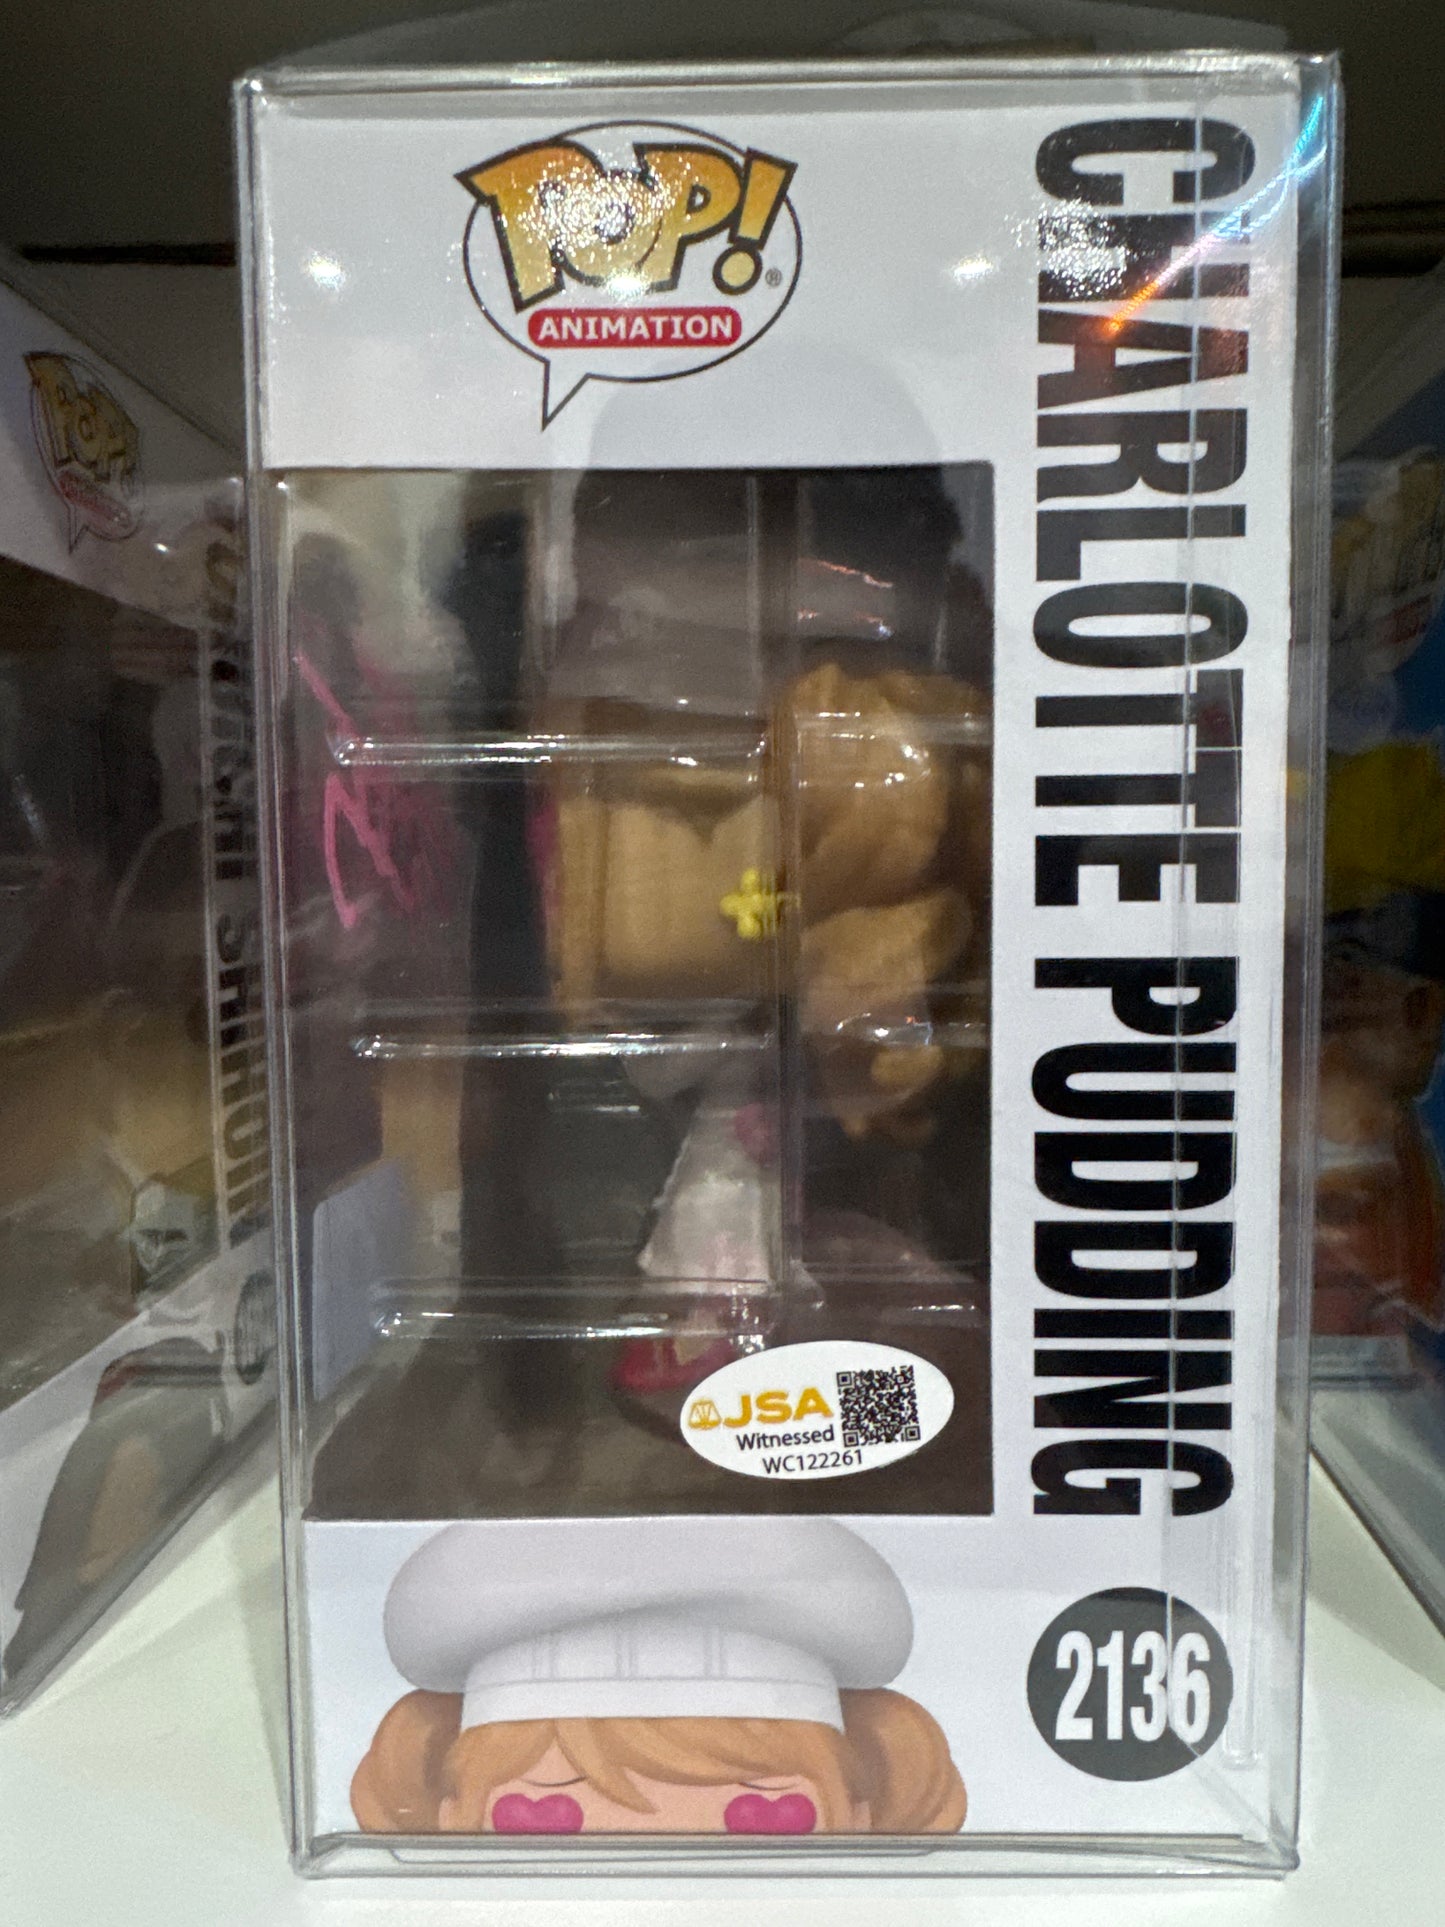 POP!
ANIMATION
CHARLOTTE PUDDING
JSA
Witnessed
WC122261
2136